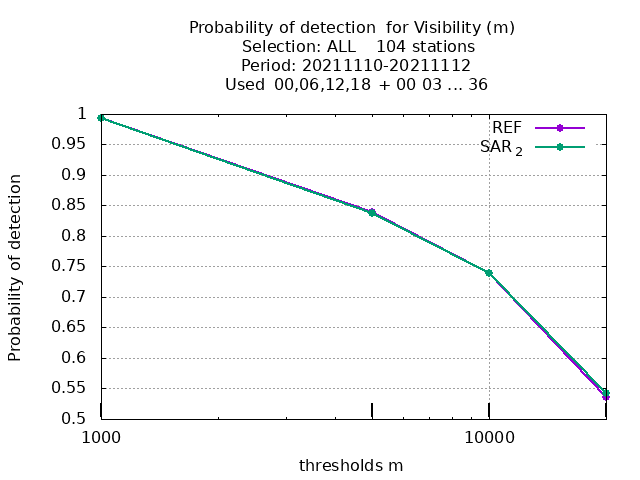 Probability of detection  for Visibility (m)
Selection: ALL    104 stations
Period: 20211110-20211112
Used  00,06,12,18 + 00 03 ... 36
REF
SAR 2
1
0.95
0.9
0.85
0.8
0.75
0.7
0.65
0.6
0.55
0.5
Probability of detection
1000
10000
thresholds m